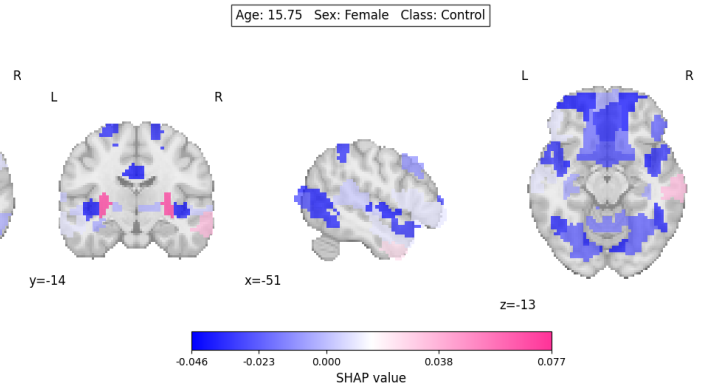 Age: 15.75   Sex: Female   Class: Control
R
L
R
L
R
y=-14
x=-51
z=-13
-0.046
-0.023
0.000
0.038
0.077
SHAP value